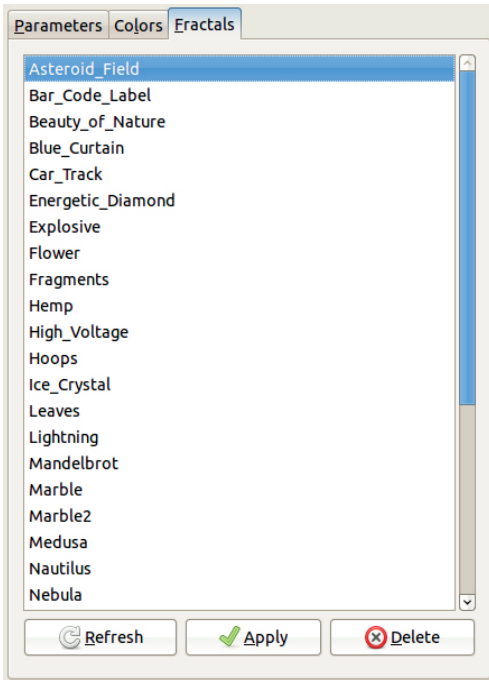 Parameters Colors Fractals
Asteroid_Field
Bar_Code_Label
Beauty_of_Nature
Blue_Curtain
Car_Track
Energetic_Diamond
Explosive
Flower
Fragments
Hemp
High_Voltage
Hoops
Ice_Crystal
Leaves
Lightning
Mandelbrot
Marble
Marble2
Medusa
Nautilus
Nebula
Refresh Apply Delete